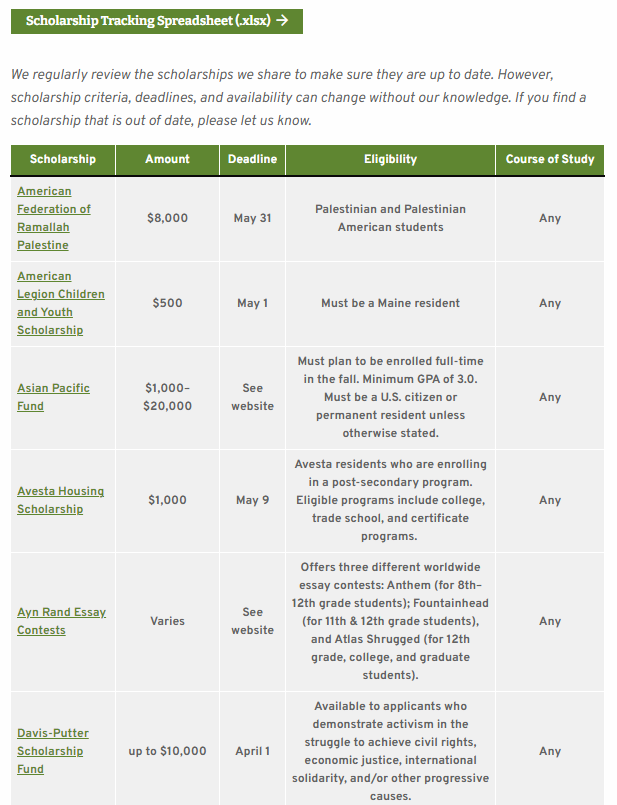 Scholarship Tracking Spreadsheet (.xlsx) →
We regularly review the scholarships we share to make sure they are up to date. However,
scholarship criteria, deadlines, and availability can change without our knowledge. If you find a
scholarship that is out of date, please let us know.
Scholarship Amount Deadline Eligibility Course of Study
American
Federation of
Ramallah
Palestine
$8,000
May 31
Palestinian and Palestinian
American students
Any
American
Legion Children
and Youth
Scholarship
$500
May 1
Must be a Maine resident
Any
Asian Pacific
Fund
$1,000–
$20,000
See
website
Must plan to be enrolled full-time
in the fall. Minimum GPA of 3.0.
Must be a U.S. citizen or
permanent resident unless
otherwise stated.
Any
Avesta Housing
Scholarship
$1,000
May 9
Avesta residents who are enrolling
in a post-secondary program.
Eligible programs include college,
trade school, and certificate
programs.
Any
Ayn Rand Essay
Contests
Varies
See
website
Offers three different worldwide
essay contests: Anthem (for 8th–
12th grade students); Fountainhead
(for 11th & 12th grade students),
and Atlas Shrugged (for 12th
grade, college, and graduate
students).
Any
Davis-Putter
Scholarship
Fund
up to $10,000
April 1
Available to applicants who
demonstrate activism in the
struggle to achieve civil rights,
economic justice, international
solidarity, and/or other progressive
causes.
Any